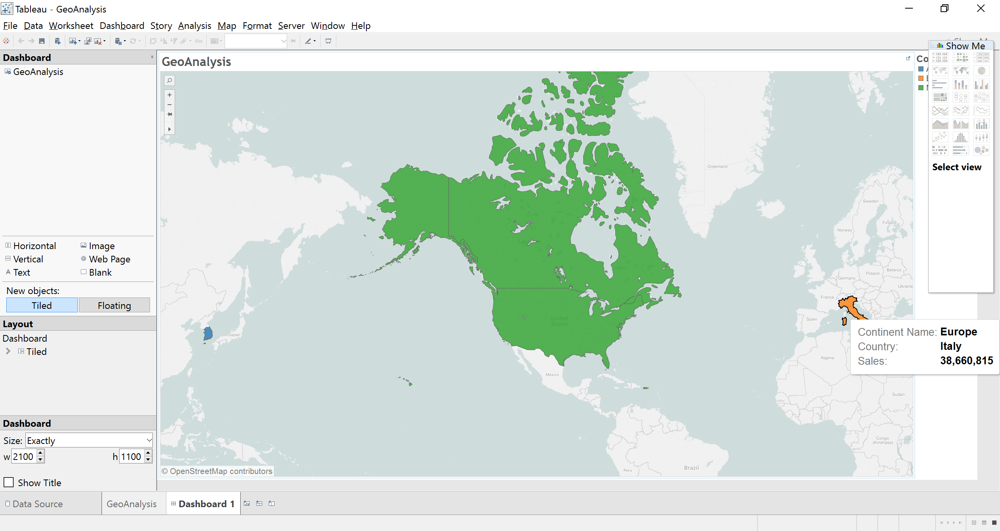 Tableau - GeoAnalysis
File Data Worksheet Dashboard Story Analysis Map Format Server Window Help
Abc
Dashboard
GeoAnalysis
Horizontal
Image
Vertical
Web Page
Text
Blank
New objects:
Tiled
Floating
Layout
Dashboard
Tiled
Dashboard
Size: Exactly
w 2100
h 1100
Show Title
GeoAnalysis
Greenland
Sweden
Finland
Norway
Canada
Poland
Belarus
Germany
Ukraine
France
United States
Spain
Japan
Algeria
Mexico
Sudan
Congo
(Kinshasa)
Brazil
Peru
© OpenStreetMap contributors
Continent Name: Europe
Country: Italy
Sales: 38,660,815
Co
Show Me
Select view
Data Source
GeoAnalysis
Dashboard 1